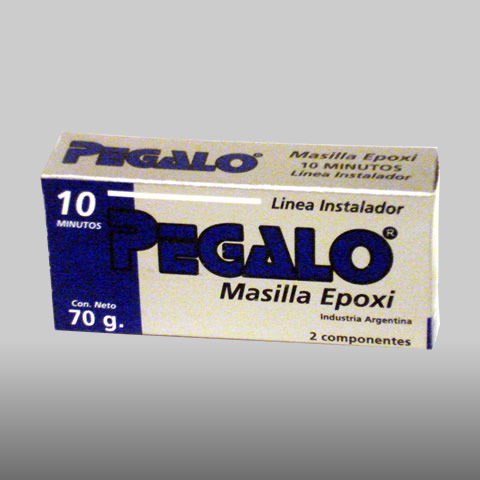 PEGALO®
Masilla Epoxi
10 MINUTOS
Linea Instalador
10
MINUTOS
Linea Instalador
PEGALO®
Masilla Epoxi
Industria Argentina
Con. Neto
70 g.
2 componentes